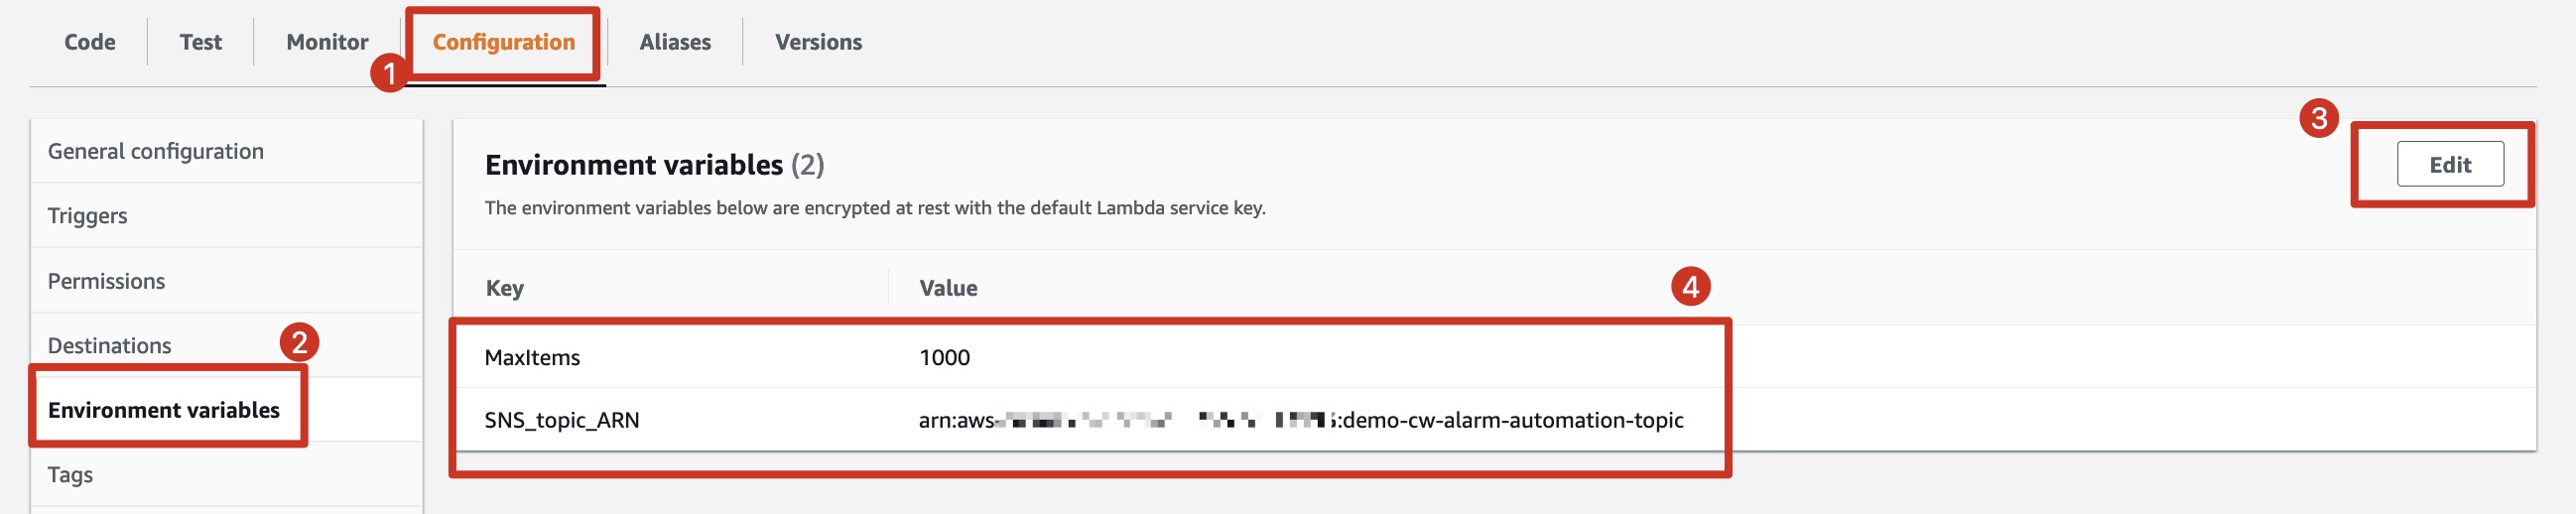 Code Test Monitor Configuration Aliases Versions
1
3
General configuration
Triggers
Permissions
Destinations
2
Environment variables
Tags
Environment variables (2)
Edit
The environment variables below are encrypted at rest with the default Lambda service key.
Key Value
4
MaxItems 1000
SNS_topic_ARN arn:aws- :demo-cw-alarm-automation-topic